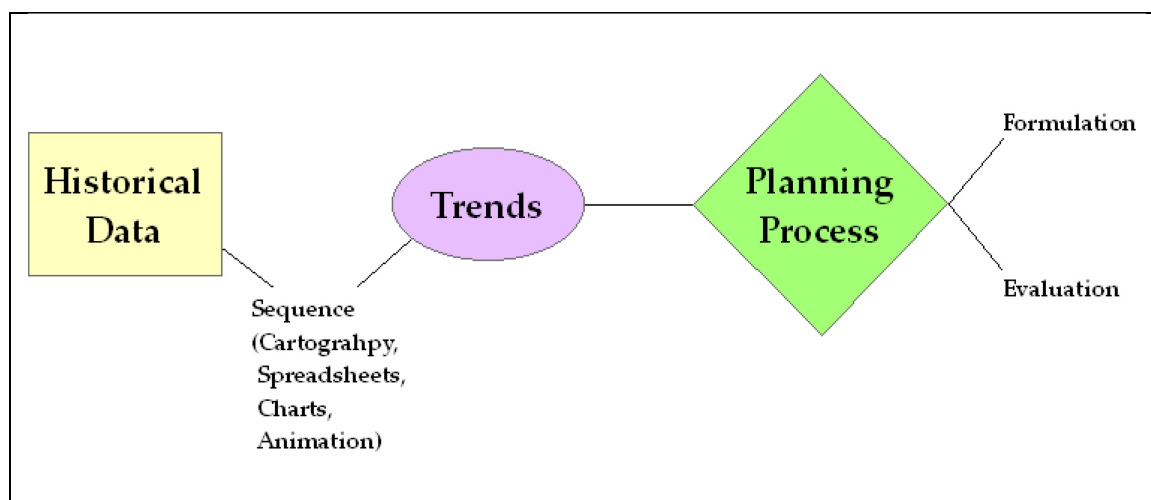 Historical
Data
Sequence
(Cartograhpy,
Spreadsheets,
Charts,
Animation)
Trends
Planning
Process
Formulation
Evaluation